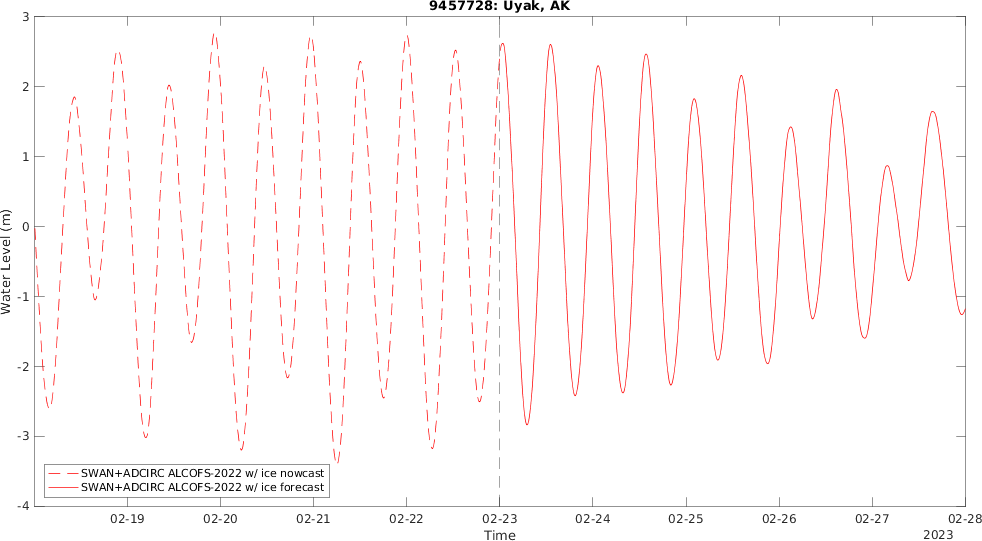 9457728: Uyak, AK
Water Level (m)
3
2
1
0
-1
-2
-3
-4
SWAN+ADCIRC ALCOFS-2022 w/ ice nowcast
SWAN+ADCIRC ALCOFS-2022 w/ ice forecast
02-19 02-20 02-21 02-22 02-23 02-24 02-25 02-26 02-27 02-28
Time
2023